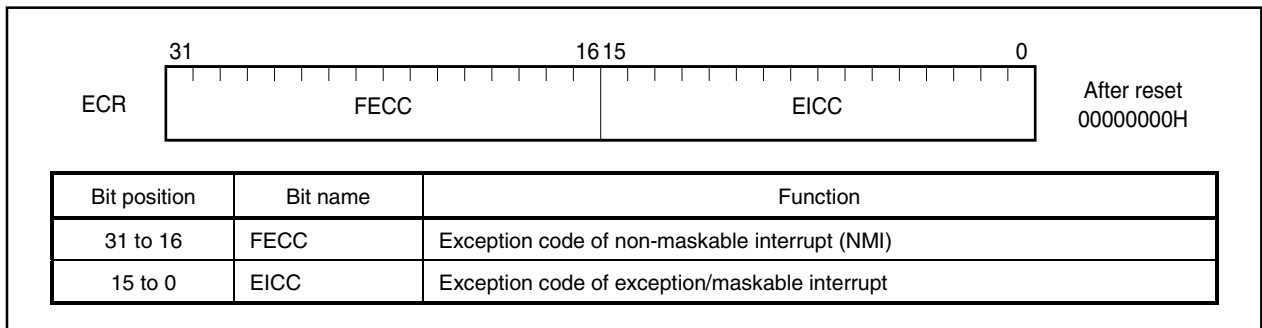 31 16 15 0
ECR FECC EICC After reset
00000000H
Bit position Bit name Function
31 to 16 FECC Exception code of non-maskable interrupt (NMI)
15 to 0 EICC Exception code of exception/maskable interrupt